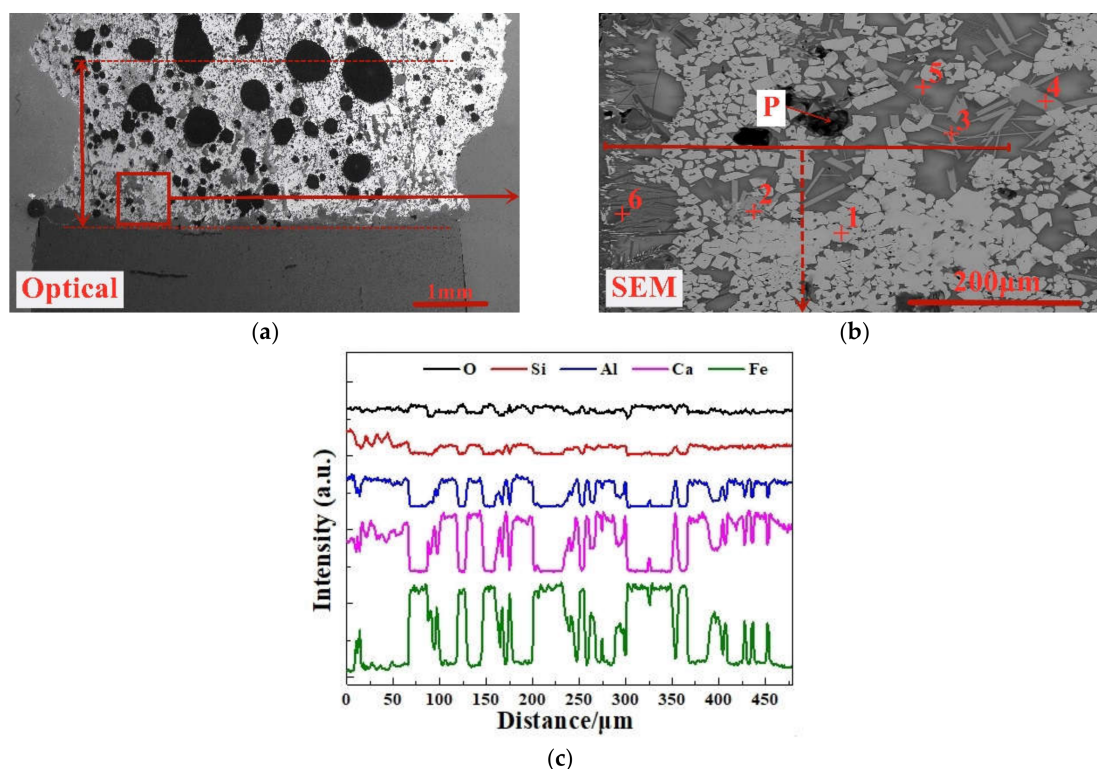 Optical
1mm
(a)
P
5
4
3
6
2
1
SEM
200μm
(b)
O Si Al Ca Fe
Intensity (a.u.)
0 50 100 150 200 250 300 350 400 450
Distance/μm
(c)